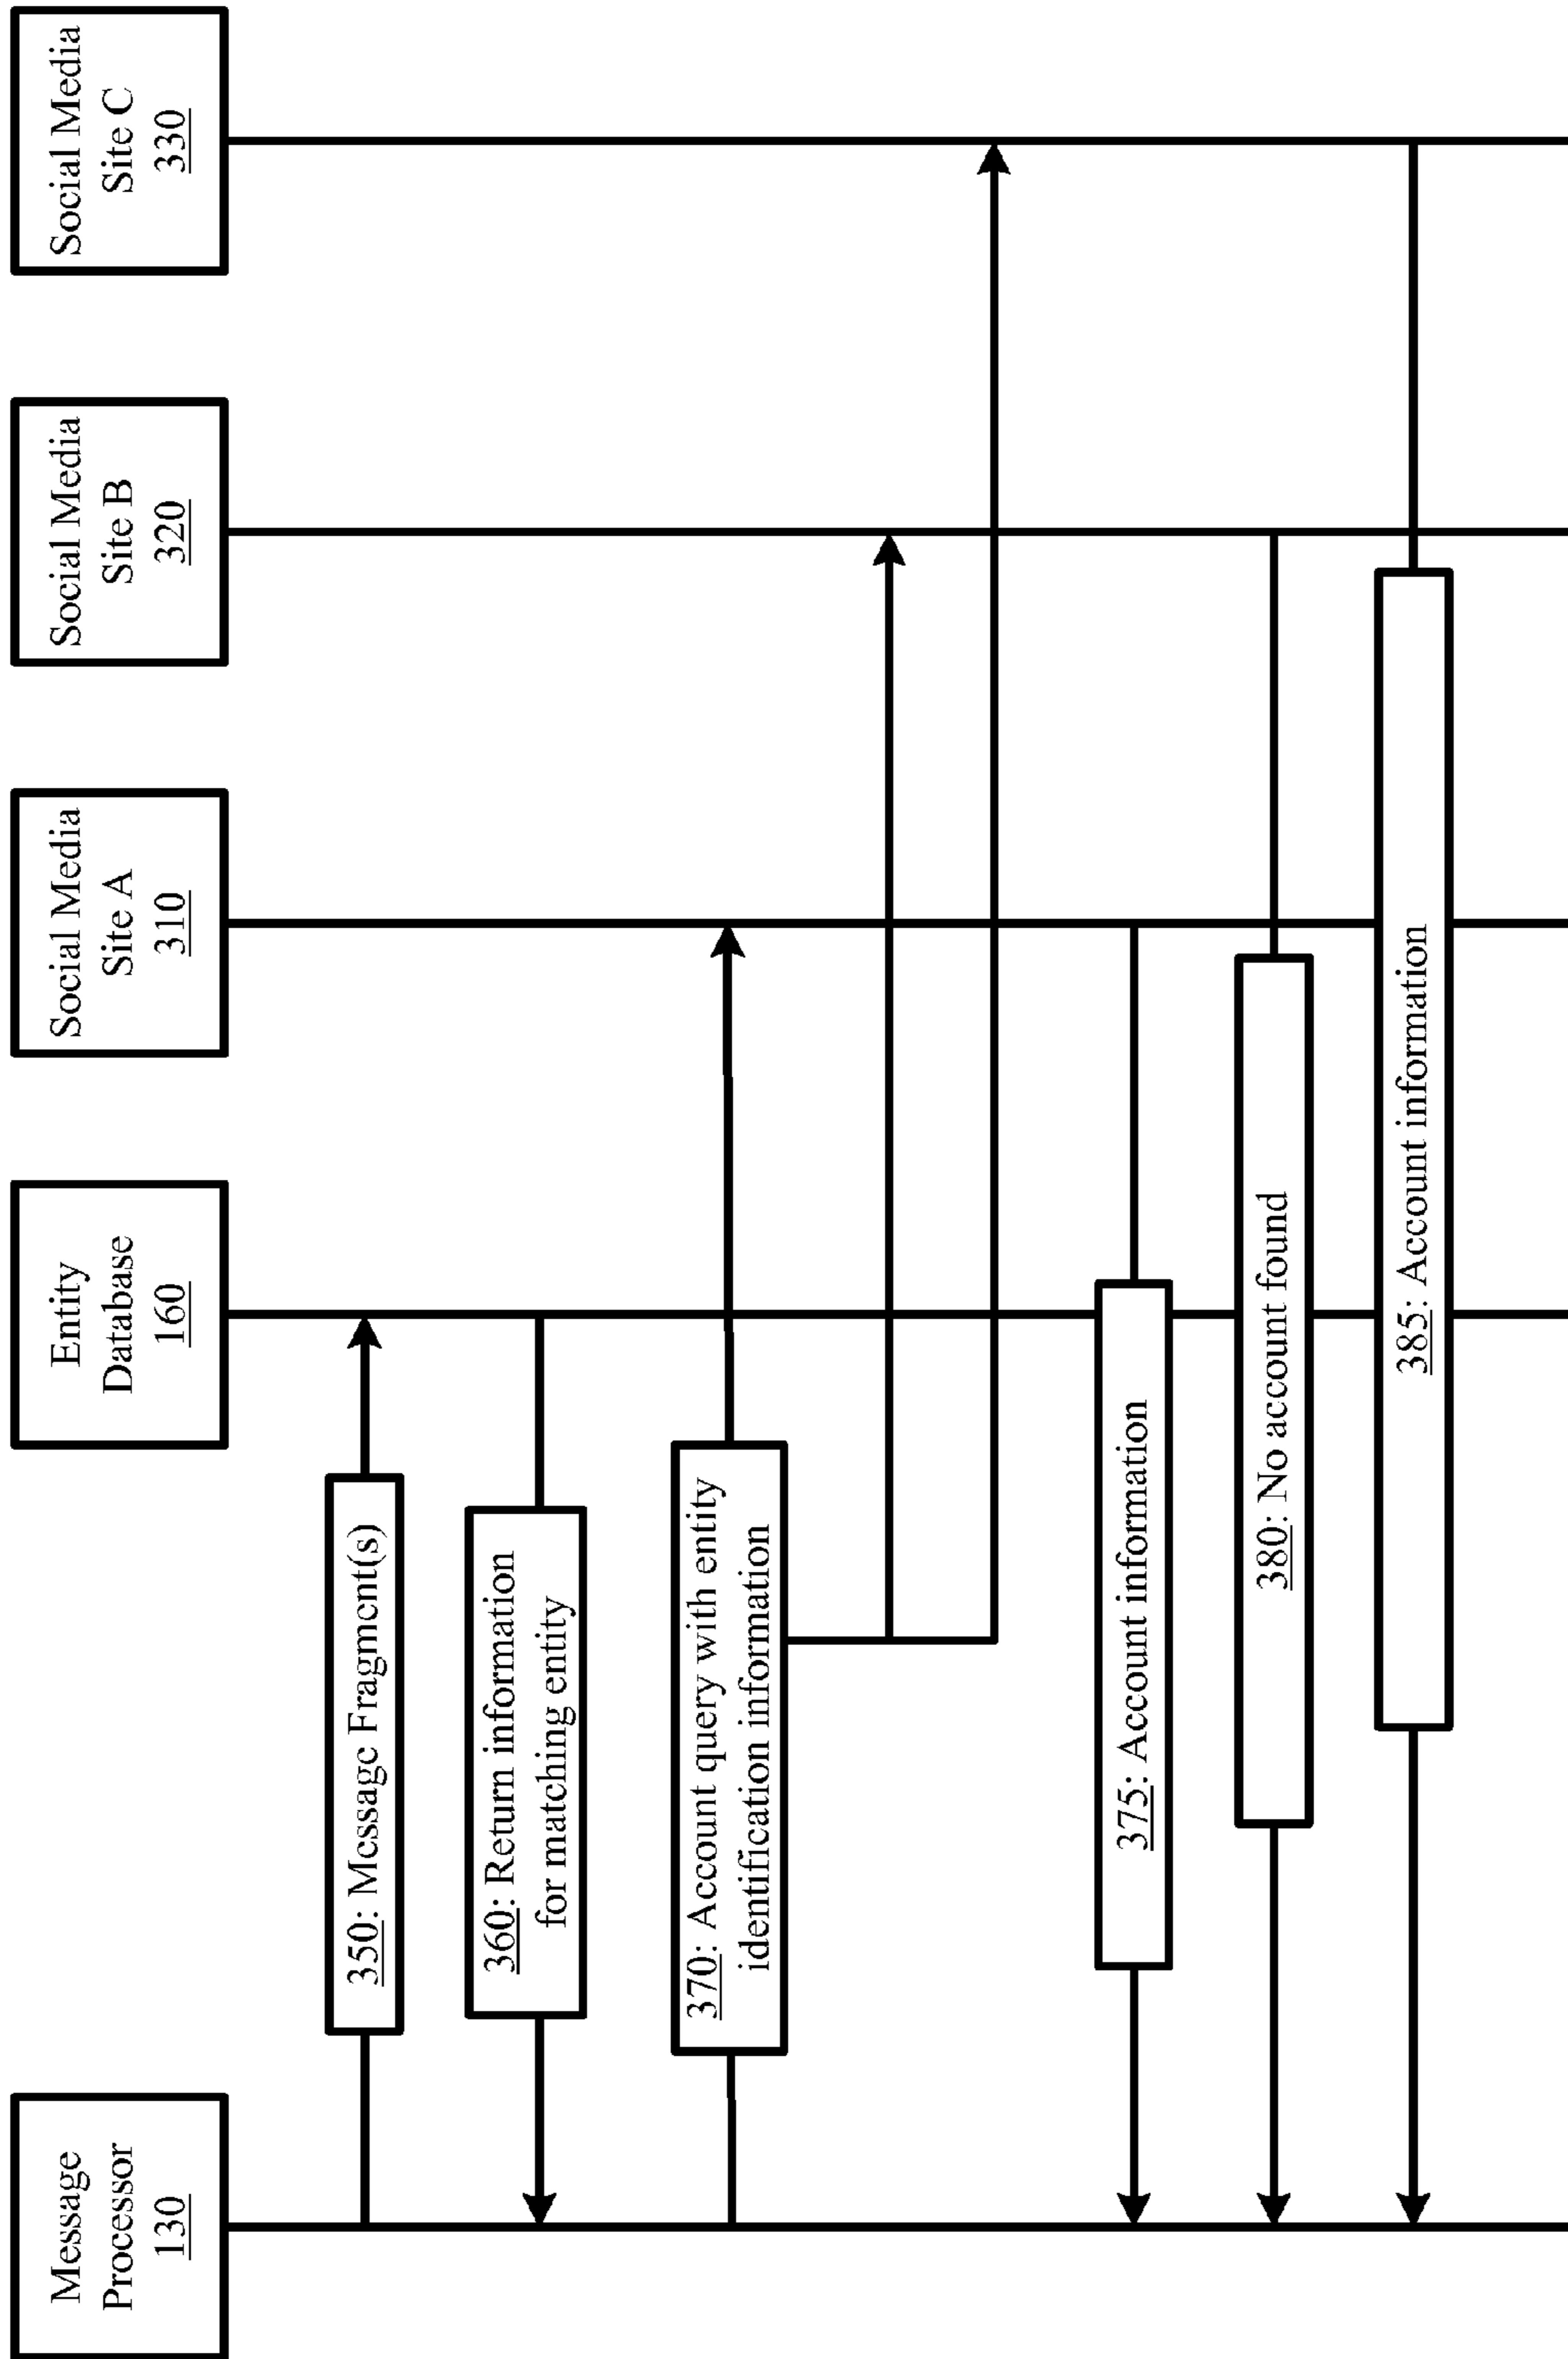 Message
Processor
130
Entity
Database
160
Social Media
Site A
310
Social Media
Site B
320
Social Media
Site C
330
350: Message Fragment(s)
360: Return information
for matching entity
370: Account query with entity
identification information
375: Account information
380: No account found
385: Account information